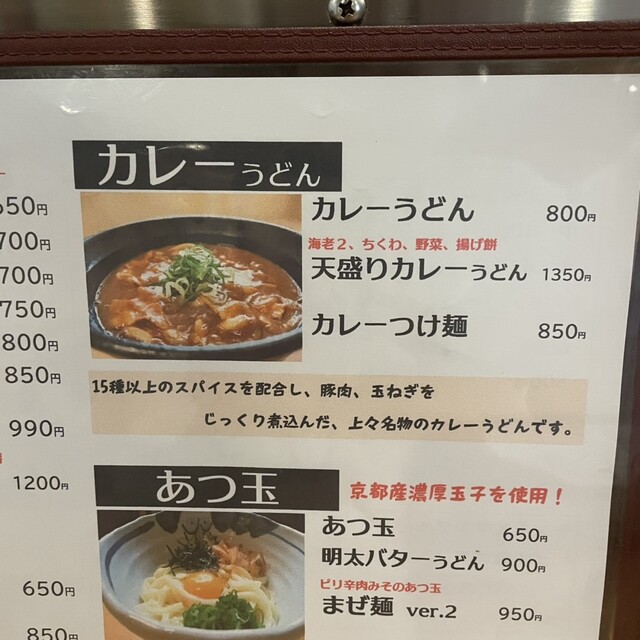 カレーうどん
カレーうどん 800円
海老2、ちくわ、野菜、揚げ餅
天盛りカレーうどん 1350円
カレーつけ麺 850円
15種以上のスパイスを配合し、豚肉、玉ねぎを
じっくり煮込んだ、上々名物のカレーうどんです。
あつ玉
京都産濃厚玉子を使用！
あつ玉 650円
明太バターうどん 900円
ピリ辛肉みそのあつ玉
まぜ麺 ver.2 950円
650円
700円
700円
750円
800円
850円
990円
1200円
650円
850円